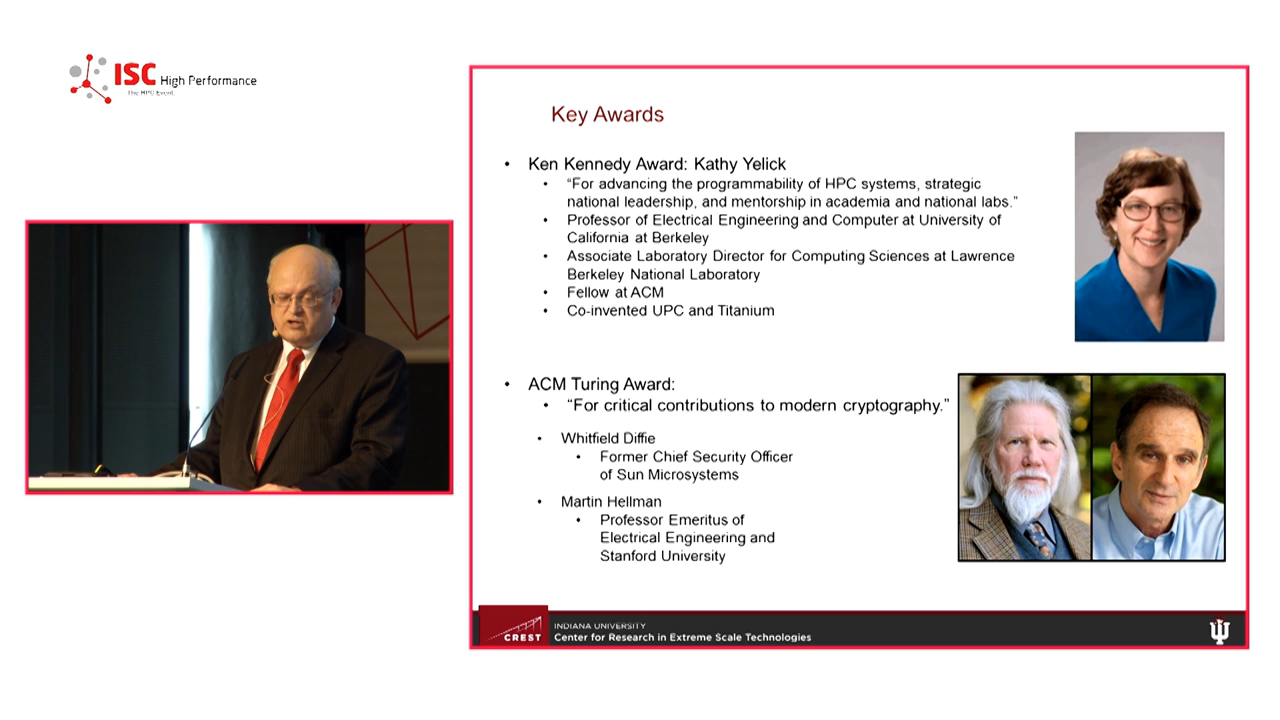 ISC High Performance
The HPC Event.
Key Awards
• Ken Kennedy Award: Kathy Yelick
• “For advancing the programmability of HPC systems, strategic
national leadership, and mentorship in academia and national labs.”
• Professor of Electrical Engineering and Computer at University of
California at Berkeley
• Associate Laboratory Director for Computing Sciences at Lawrence
Berkeley National Laboratory
• Fellow at ACM
• Co-invented UPC and Titanium
• ACM Turing Award:
• “For critical contributions to modern cryptography.”
• Whitfield Diffie
• Former Chief Security Officer
of Sun Microsystems
• Martin Hellman
• Professor Emeritus of
Electrical Engineering and
Stanford University
CREST
INDIANA UNIVERSITY
Center for Research in Extreme Scale Technologies